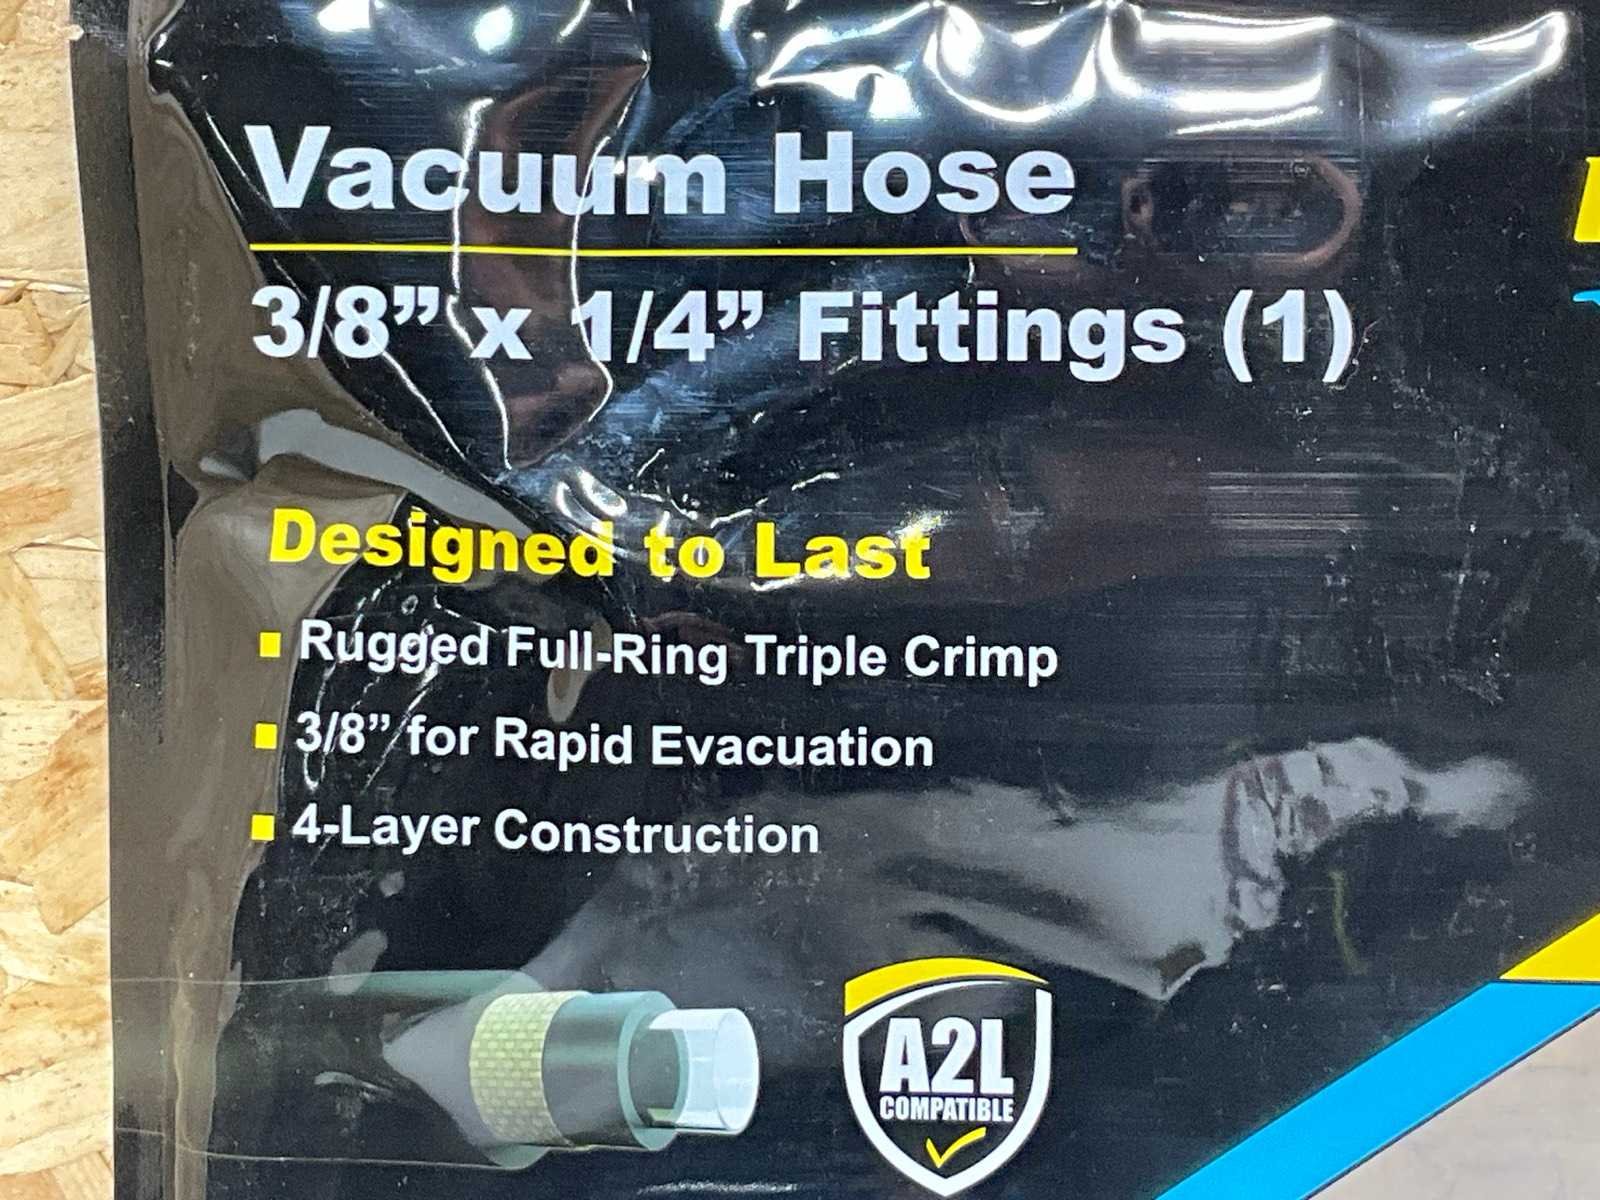 Vacuum Hose
3/8” x 1/4” Fittings (1)
Designed to Last
Rugged Full-Ring Triple Crimp
3/8” for Rapid Evacuation
4-Layer Construction
A2L
COMPATIBLE